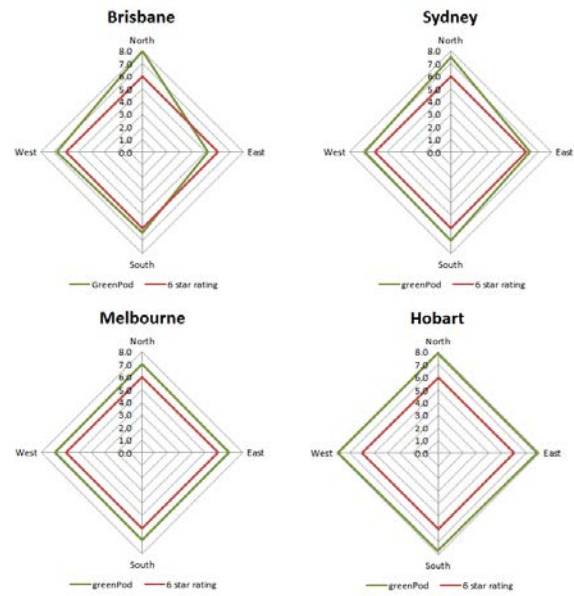 Brisbane
North
8.0
7.0
6.0
5.0
4.0
3.0
2.0
1.0
0.0
West
East
South
GreenPod 6 star rating
Sydney
North
8.0
7.0
6.0
5.0
4.0
3.0
2.0
1.0
0.0
West
East
South
greenPod 6 star rating
Melbourne
North
8.0
7.0
6.0
5.0
4.0
3.0
2.0
1.0
0.0
West
East
South
greenPod 6 star rating
Hobart
North
8.0
7.0
6.0
5.0
4.0
3.0
2.0
1.0
0.0
West
East
South
greenPod 6 star rating